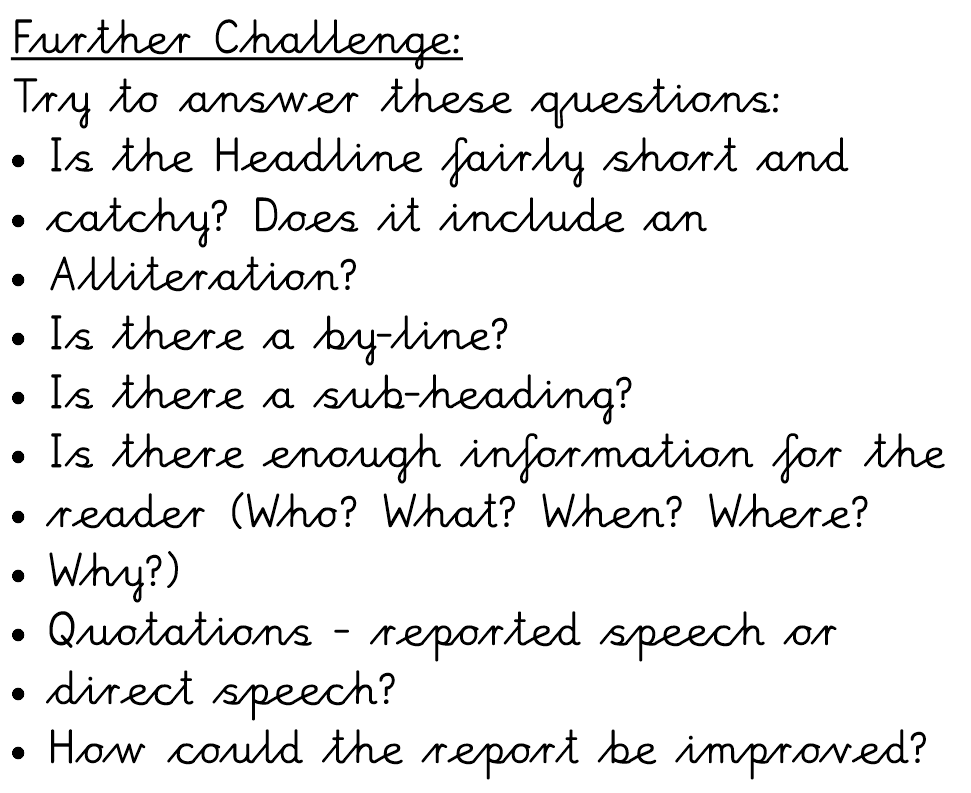 Further Challenge:
Try to answer these questions:
• Is the Headline fairly short and
• catchy? Does it include an
• Alliteration?
• Is there a by-line?
• Is there a sub-heading?
• Is there enough information for the
• reader (Who? What? When? Where?
• Why?)
• Quotations - reported speech or
• direct speech?
• How could the report be improved?